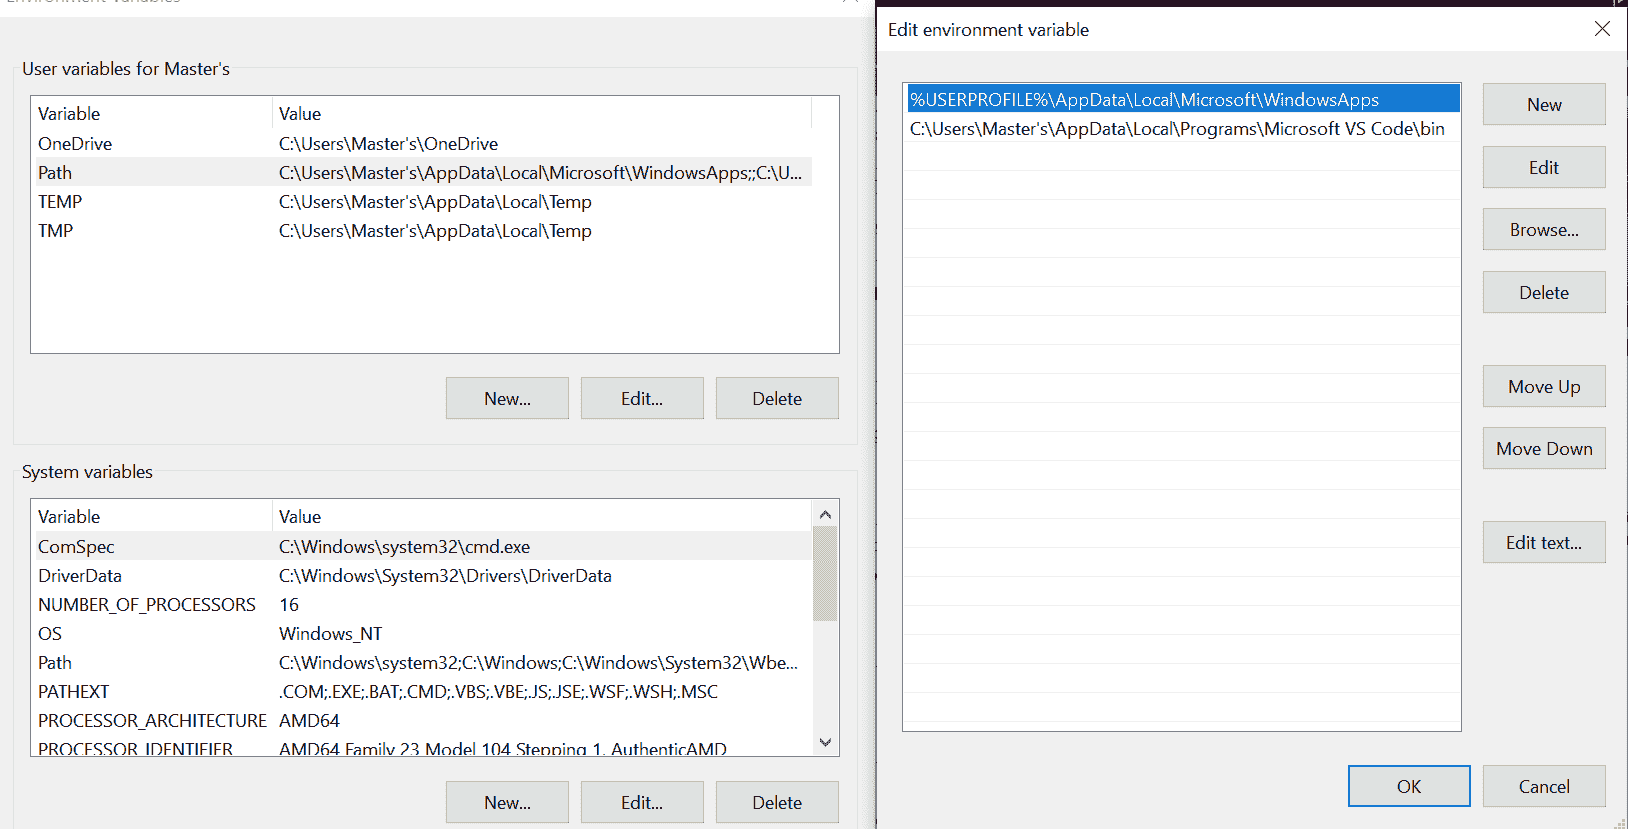 Environment Variables
User variables for Master's
Variable Value
OneDrive C:\Users\Master's\OneDrive
Path C:\Users\Master's\AppData\Local\Microsoft\WindowsApps;;C:\U...
TEMP C:\Users\Master's\AppData\Local\Temp
TMP C:\Users\Master's\AppData\Local\Temp
New... Edit... Delete
System variables
Variable Value
ComSpec C:\Windows\system32\cmd.exe
DriverData C:\Windows\System32\Drivers\DriverData
NUMBER_OF_PROCESSORS 16
OS Windows_NT
Path C:\Windows\system32;C:\Windows;C:\Windows\System32\Wbe...
PATHEXT .COM;.EXE;.BAT;.CMD;.VBS;.VBE;.JS;.JSE;.WSF;.WSH;.MSC
PROCESSOR_ARCHITECTURE AMD64
PROCESSOR_IDENTIFIER AMD64 Family 23 Model 104 Stepping 1, AuthenticAMD
New... Edit... Delete
Edit environment variable
%USERPROFILE%\AppData\Local\Microsoft\WindowsApps
C:\Users\Master's\AppData\Local\Programs\Microsoft VS Code\bin
New
Edit
Browse...
Delete
Move Up
Move Down
Edit text...
OK Cancel